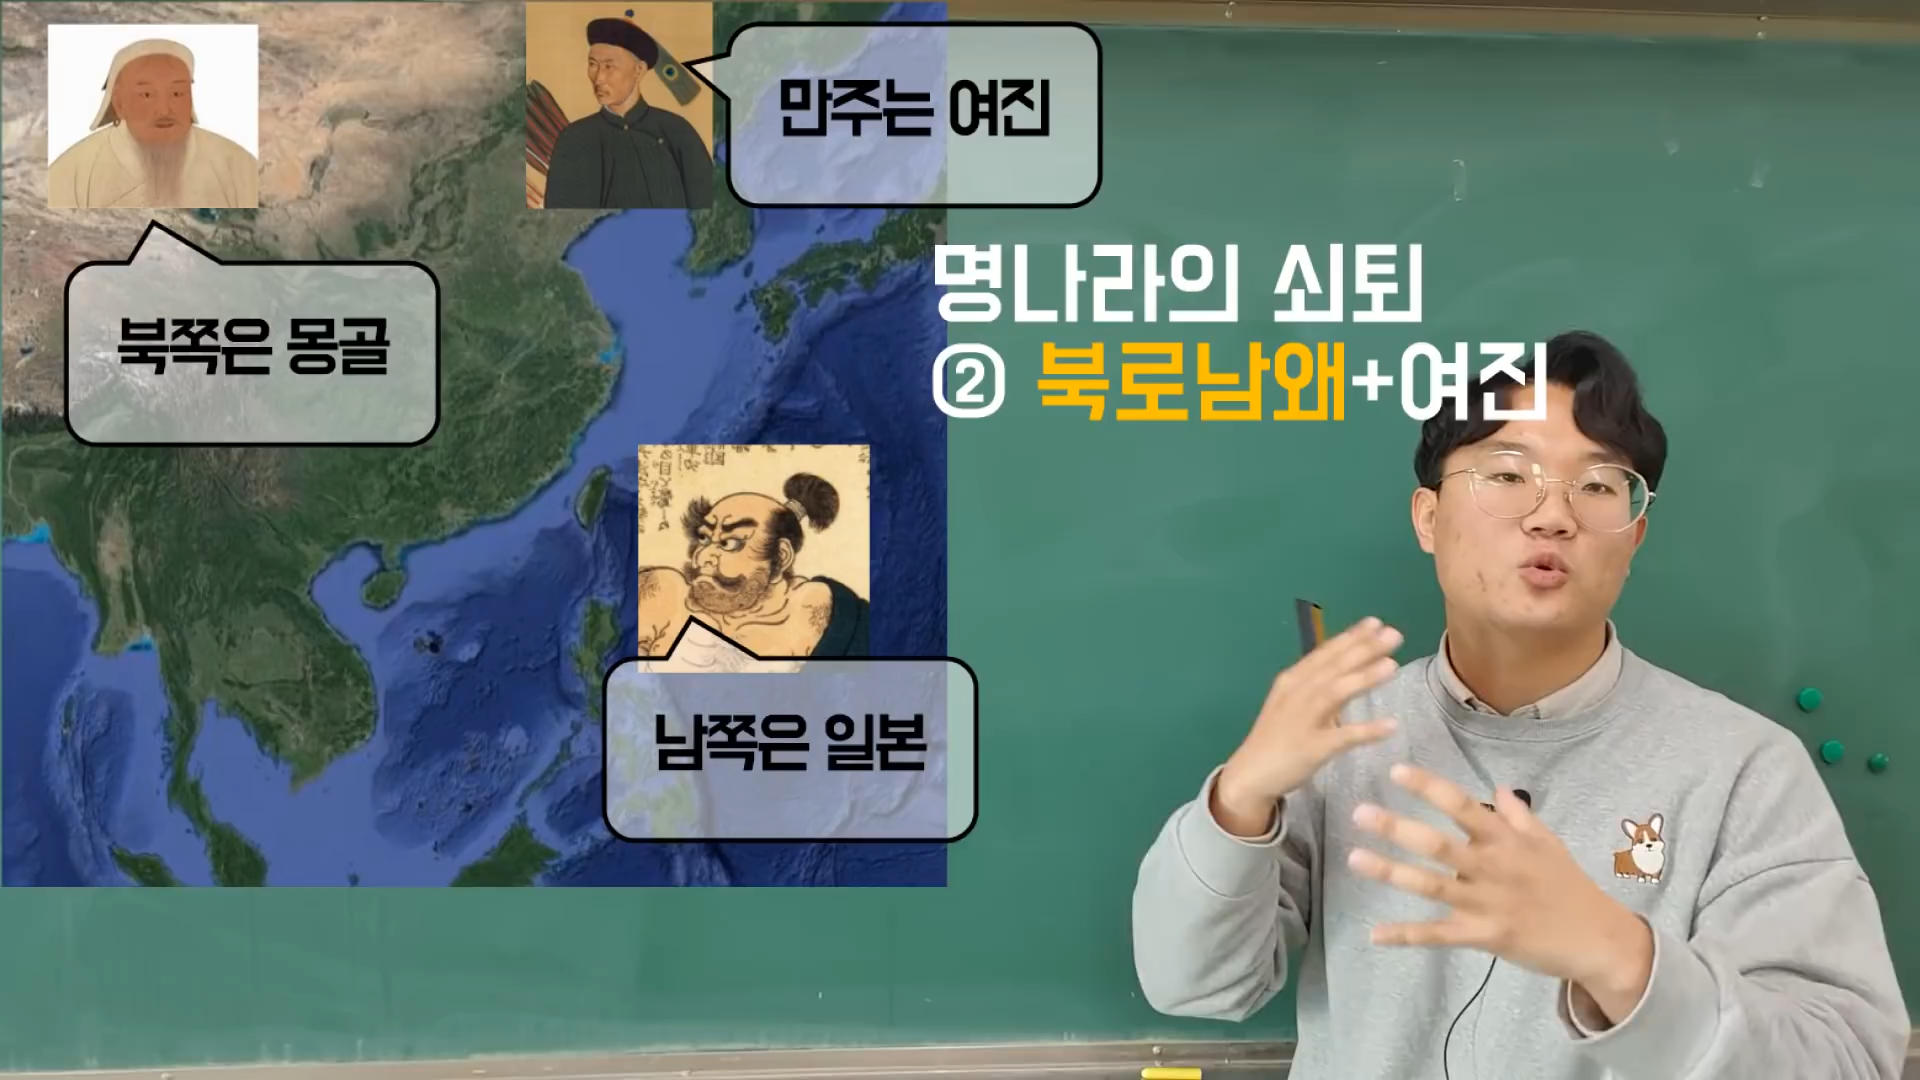 만주는 여진
명나라의 쇠퇴
② 북로남왜+여진
북쪽은 몽골
남쪽은 일본